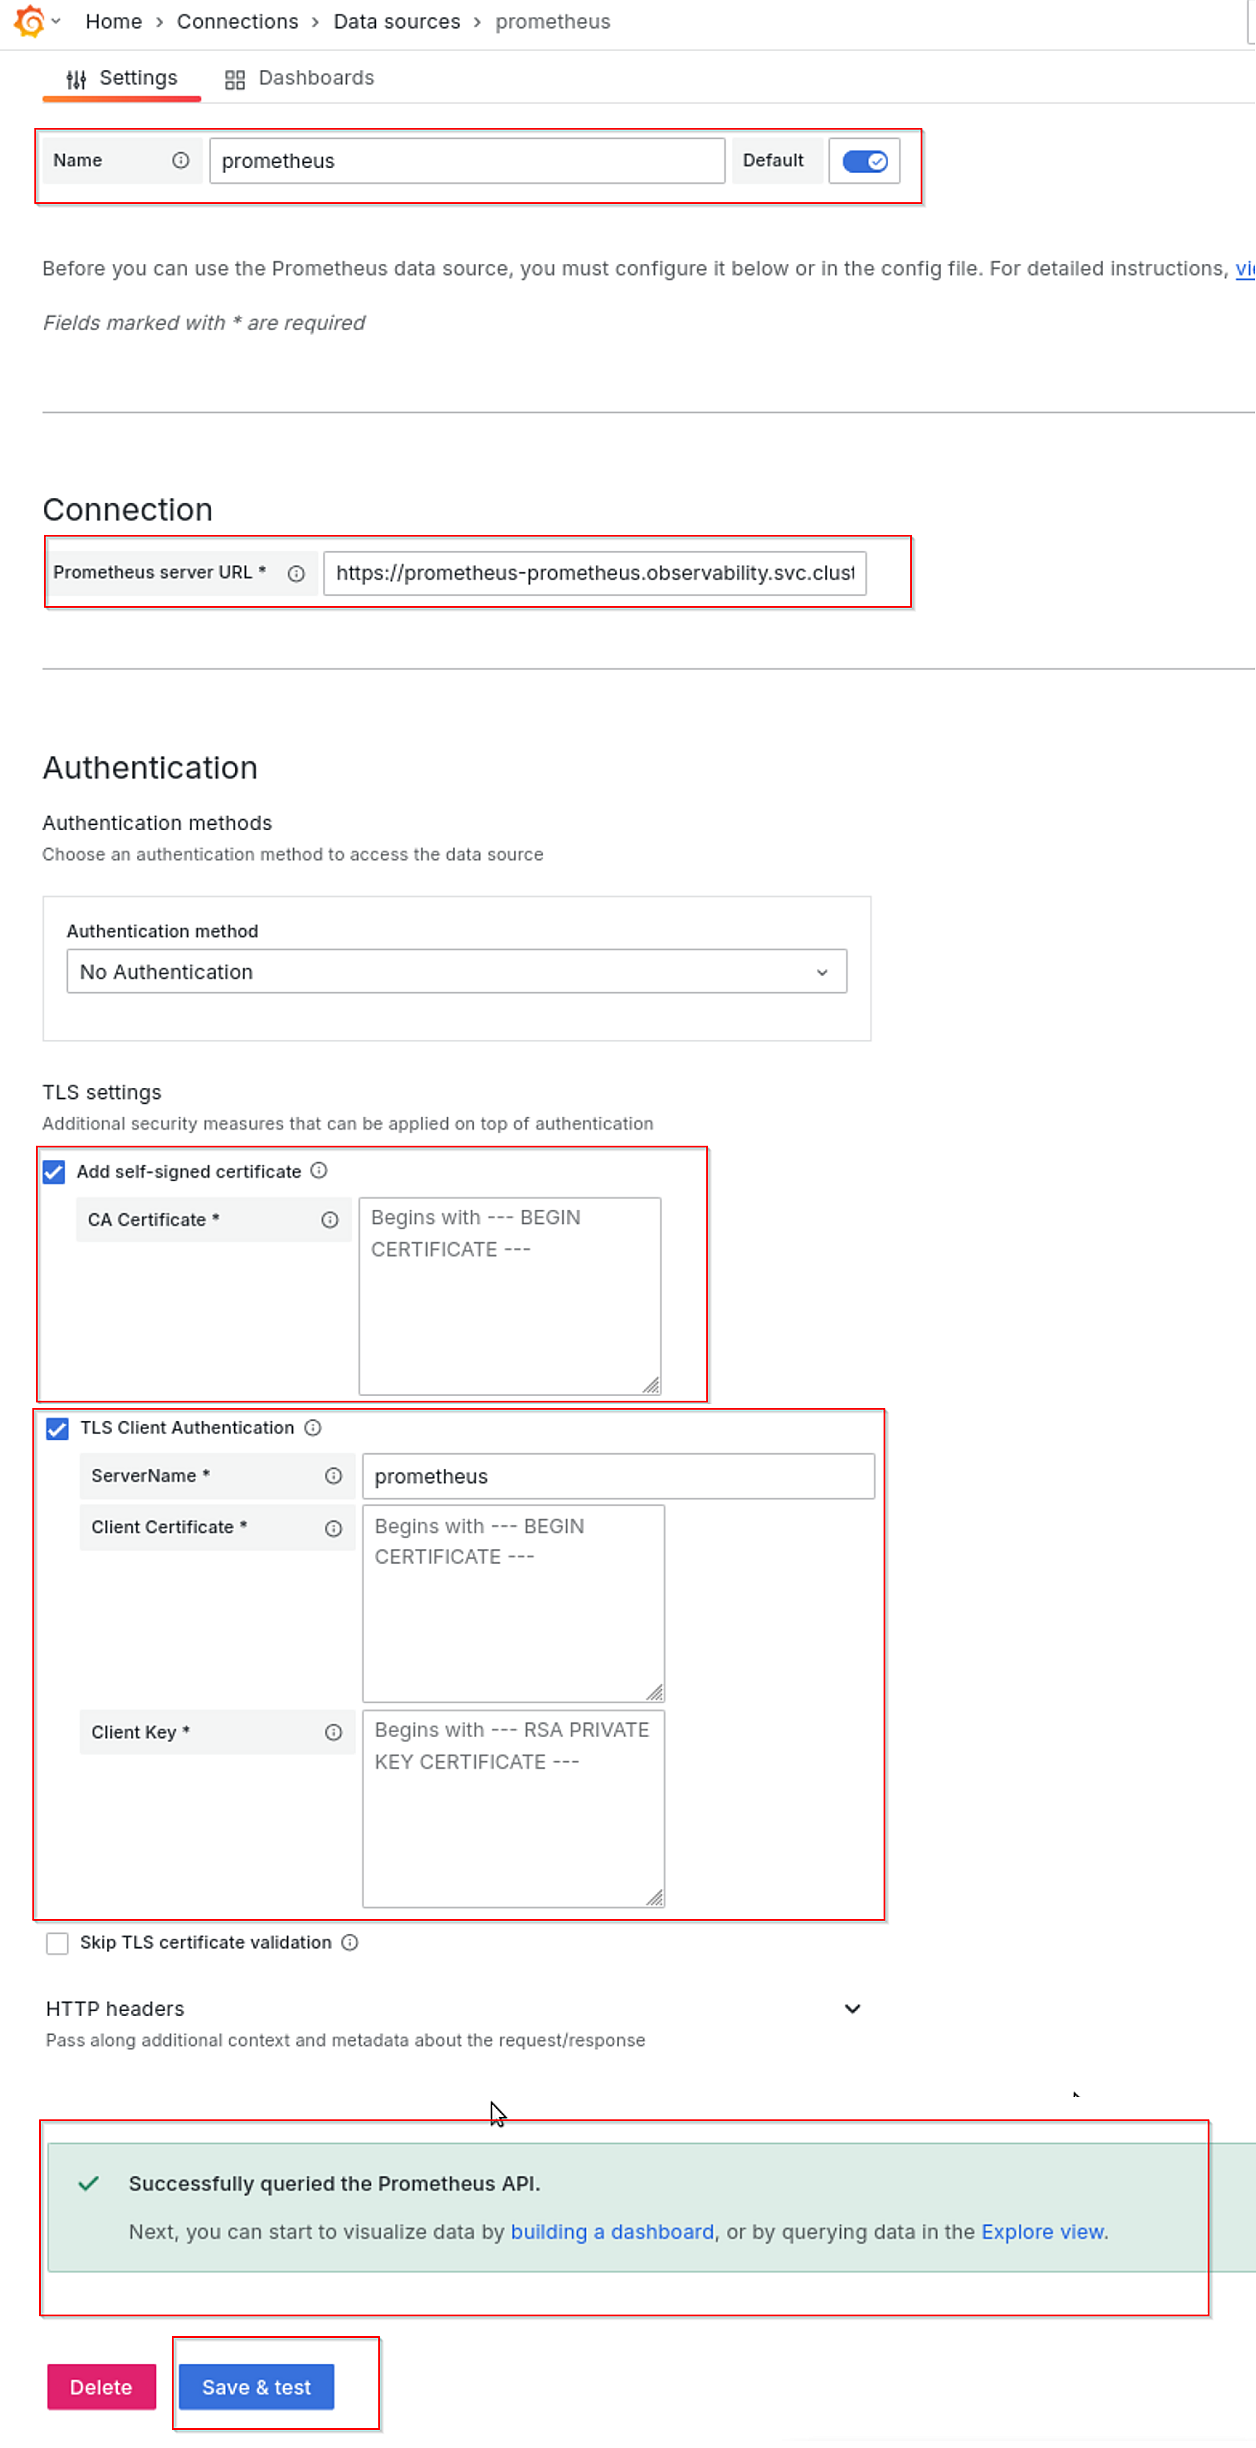 Home › Connections › Data sources › prometheus
Settings Dashboards
Name prometheus Default
Before you can use the Prometheus data source, you must configure it below or in the config file. For detailed instructions, vi
Fields marked with * are required
Connection
Prometheus server URL * https://prometheus-prometheus.observability.svc.clust
Authentication
Authentication methods
Choose an authentication method to access the data source
Authentication method
No Authentication
TLS settings
Additional security measures that can be applied on top of authentication
Add self-signed certificate
CA Certificate * Begins with --- BEGIN
CERTIFICATE ---
TLS Client Authentication
ServerName * prometheus
Client Certificate * Begins with --- BEGIN
CERTIFICATE ---
Client Key * Begins with --- RSA PRIVATE
KEY CERTIFICATE ---
Skip TLS certificate validation
HTTP headers
Pass along additional context and metadata about the request/response
Successfully queried the Prometheus API.
Next, you can start to visualize data by building a dashboard, or by querying data in the Explore view.
Delete Save & test